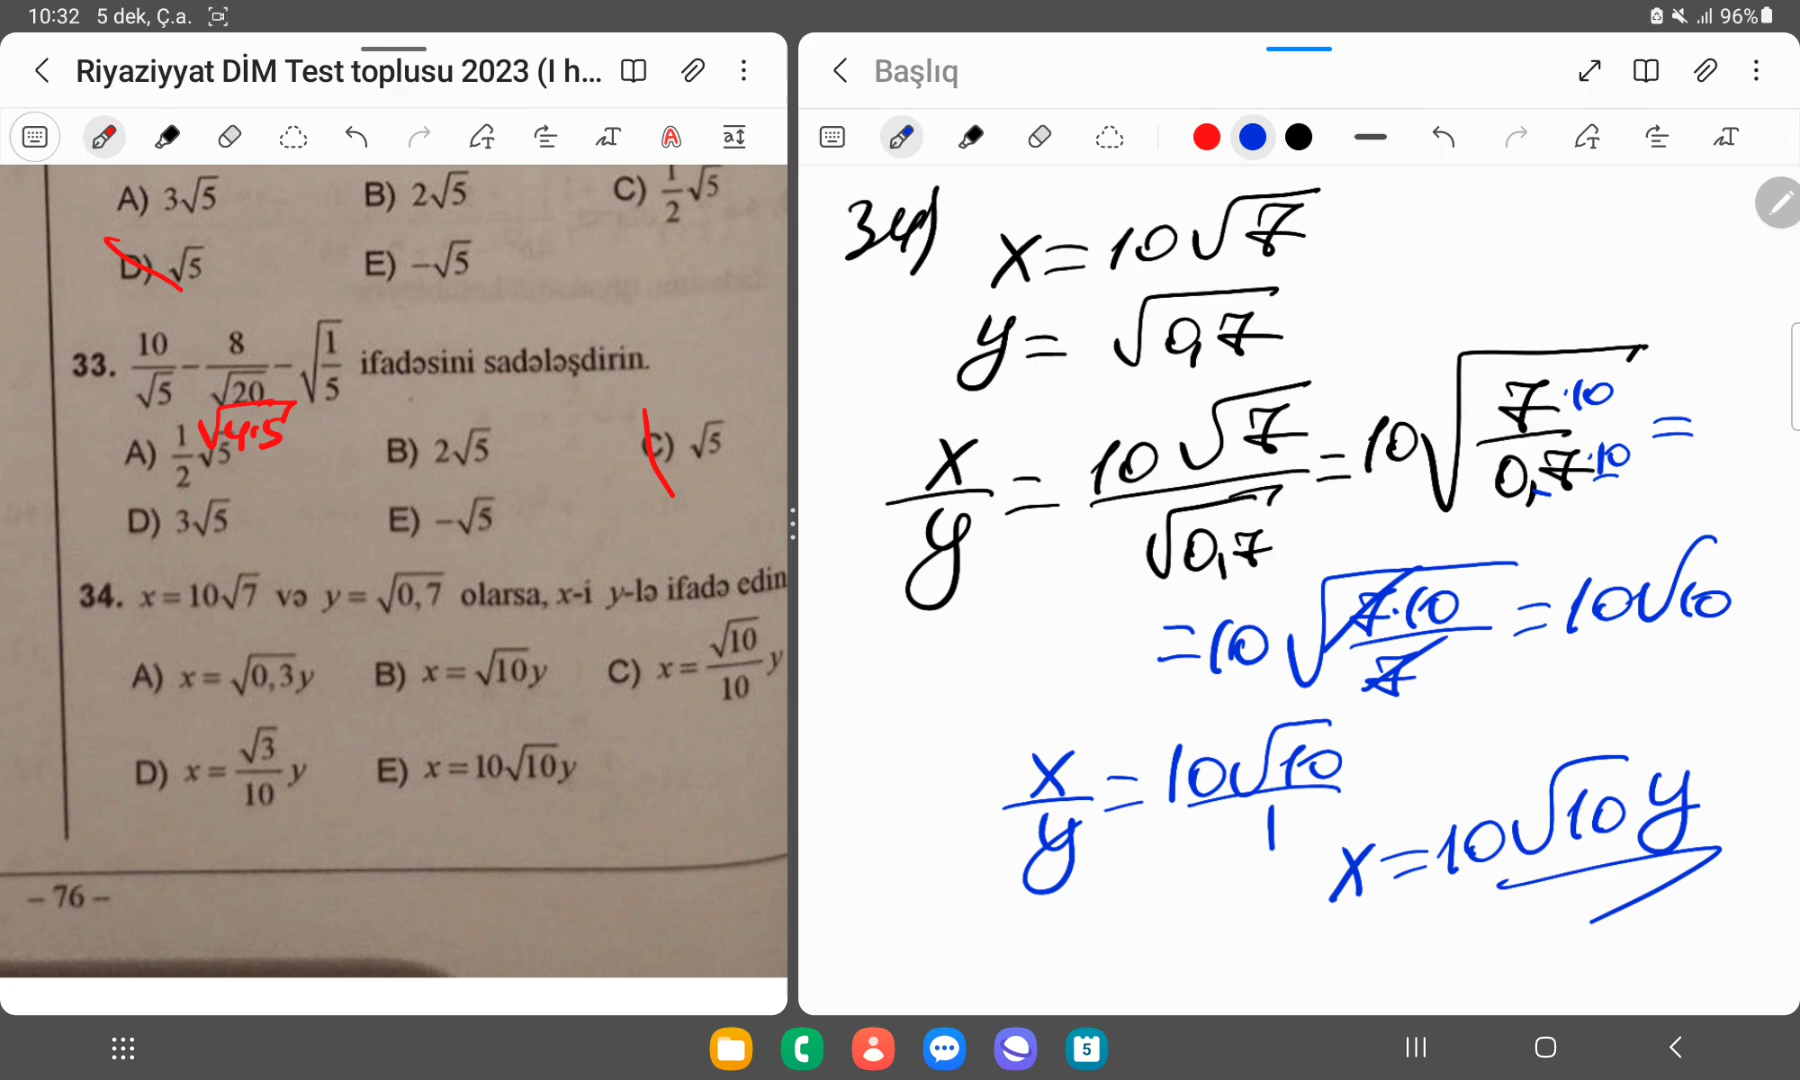 10:32 5 dek, Ç.a. 96%
Riyaziyyat DİM Test toplusu 2023 (I h...
A) 3√5 B) 2√5 C) 1/2 √5
D) √5 E) −√5
33. 10/√5 − 8/√20 − √(1/5) ifadəsini sadələşdirin.
√4·5
A) 1/2 √5 B) 2√5 C) √5
D) 3√5 E) −√5
34. x = 10√7 və y = √0,7 olarsa, x-i y-lə ifadə edin
A) x = √0,3y B) x = √10y C) x = √10/10 y
D) x = √3/10 y E) x = 10√10y
– 76 –
Başlıq
34) x = 10√7
y = √0,7
x/y = 10√7/√0,7 = 10√(7·10/0,7·10) =
= 10√(7·10/7) = 10√10
x/y = 10√10/1
x = 10√10 y
5